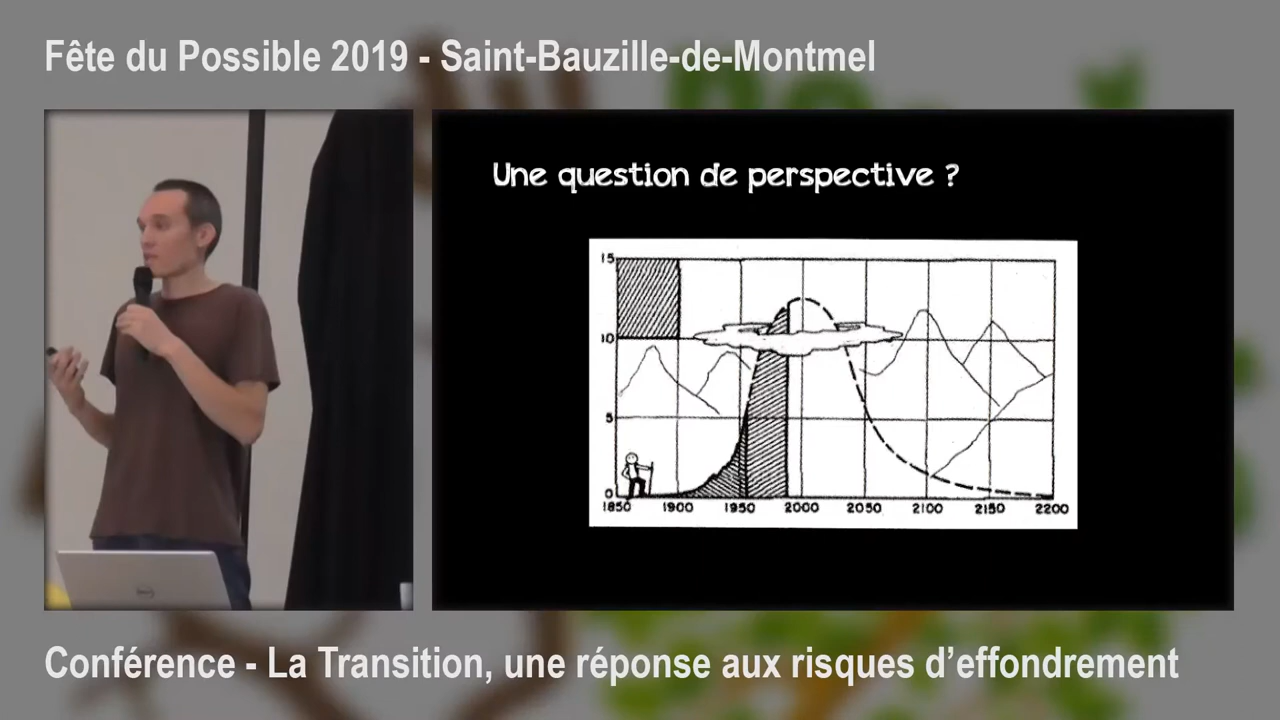 Fête du Possible 2019 - Saint-Bauzille-de-Montmel
Une question de perspective ?
15
10
5
0
1850 1900 1950 2000 2050 2100 2150 2200
DELL
Conférence - La Transition, une réponse aux risques d’effondrement